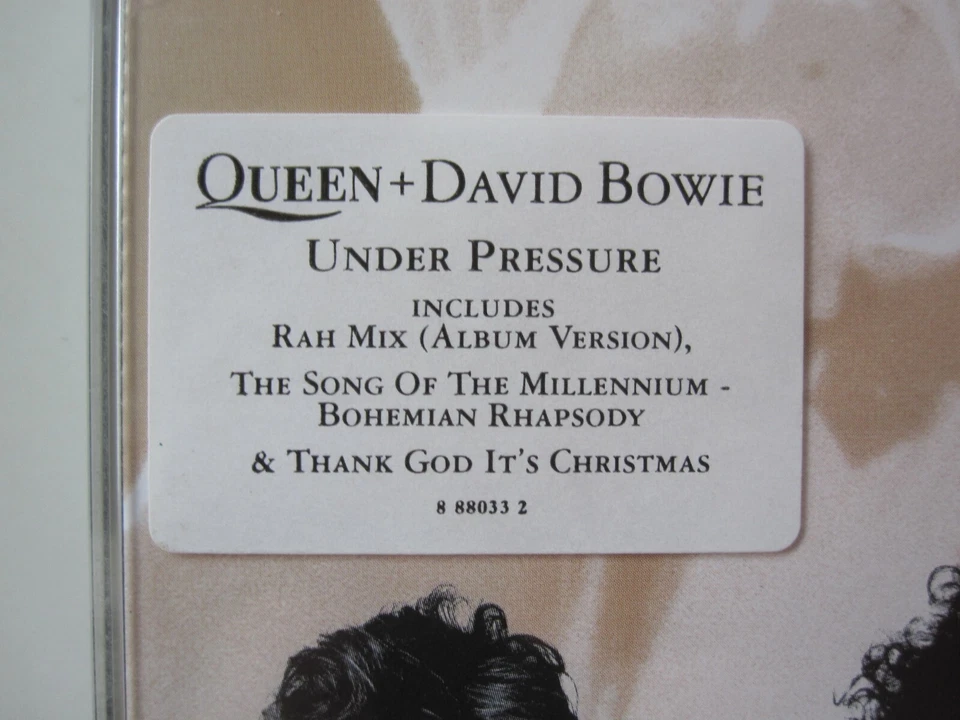 QUEEN+DAVID BOWIE
UNDER PRESSURE
INCLUDES
RAH MIX (ALBUM VERSION),
THE SONG OF THE MILLENNIUM -
BOHEMIAN RHAPSODY
& THANK GOD IT'S CHRISTMAS
8 88033 2